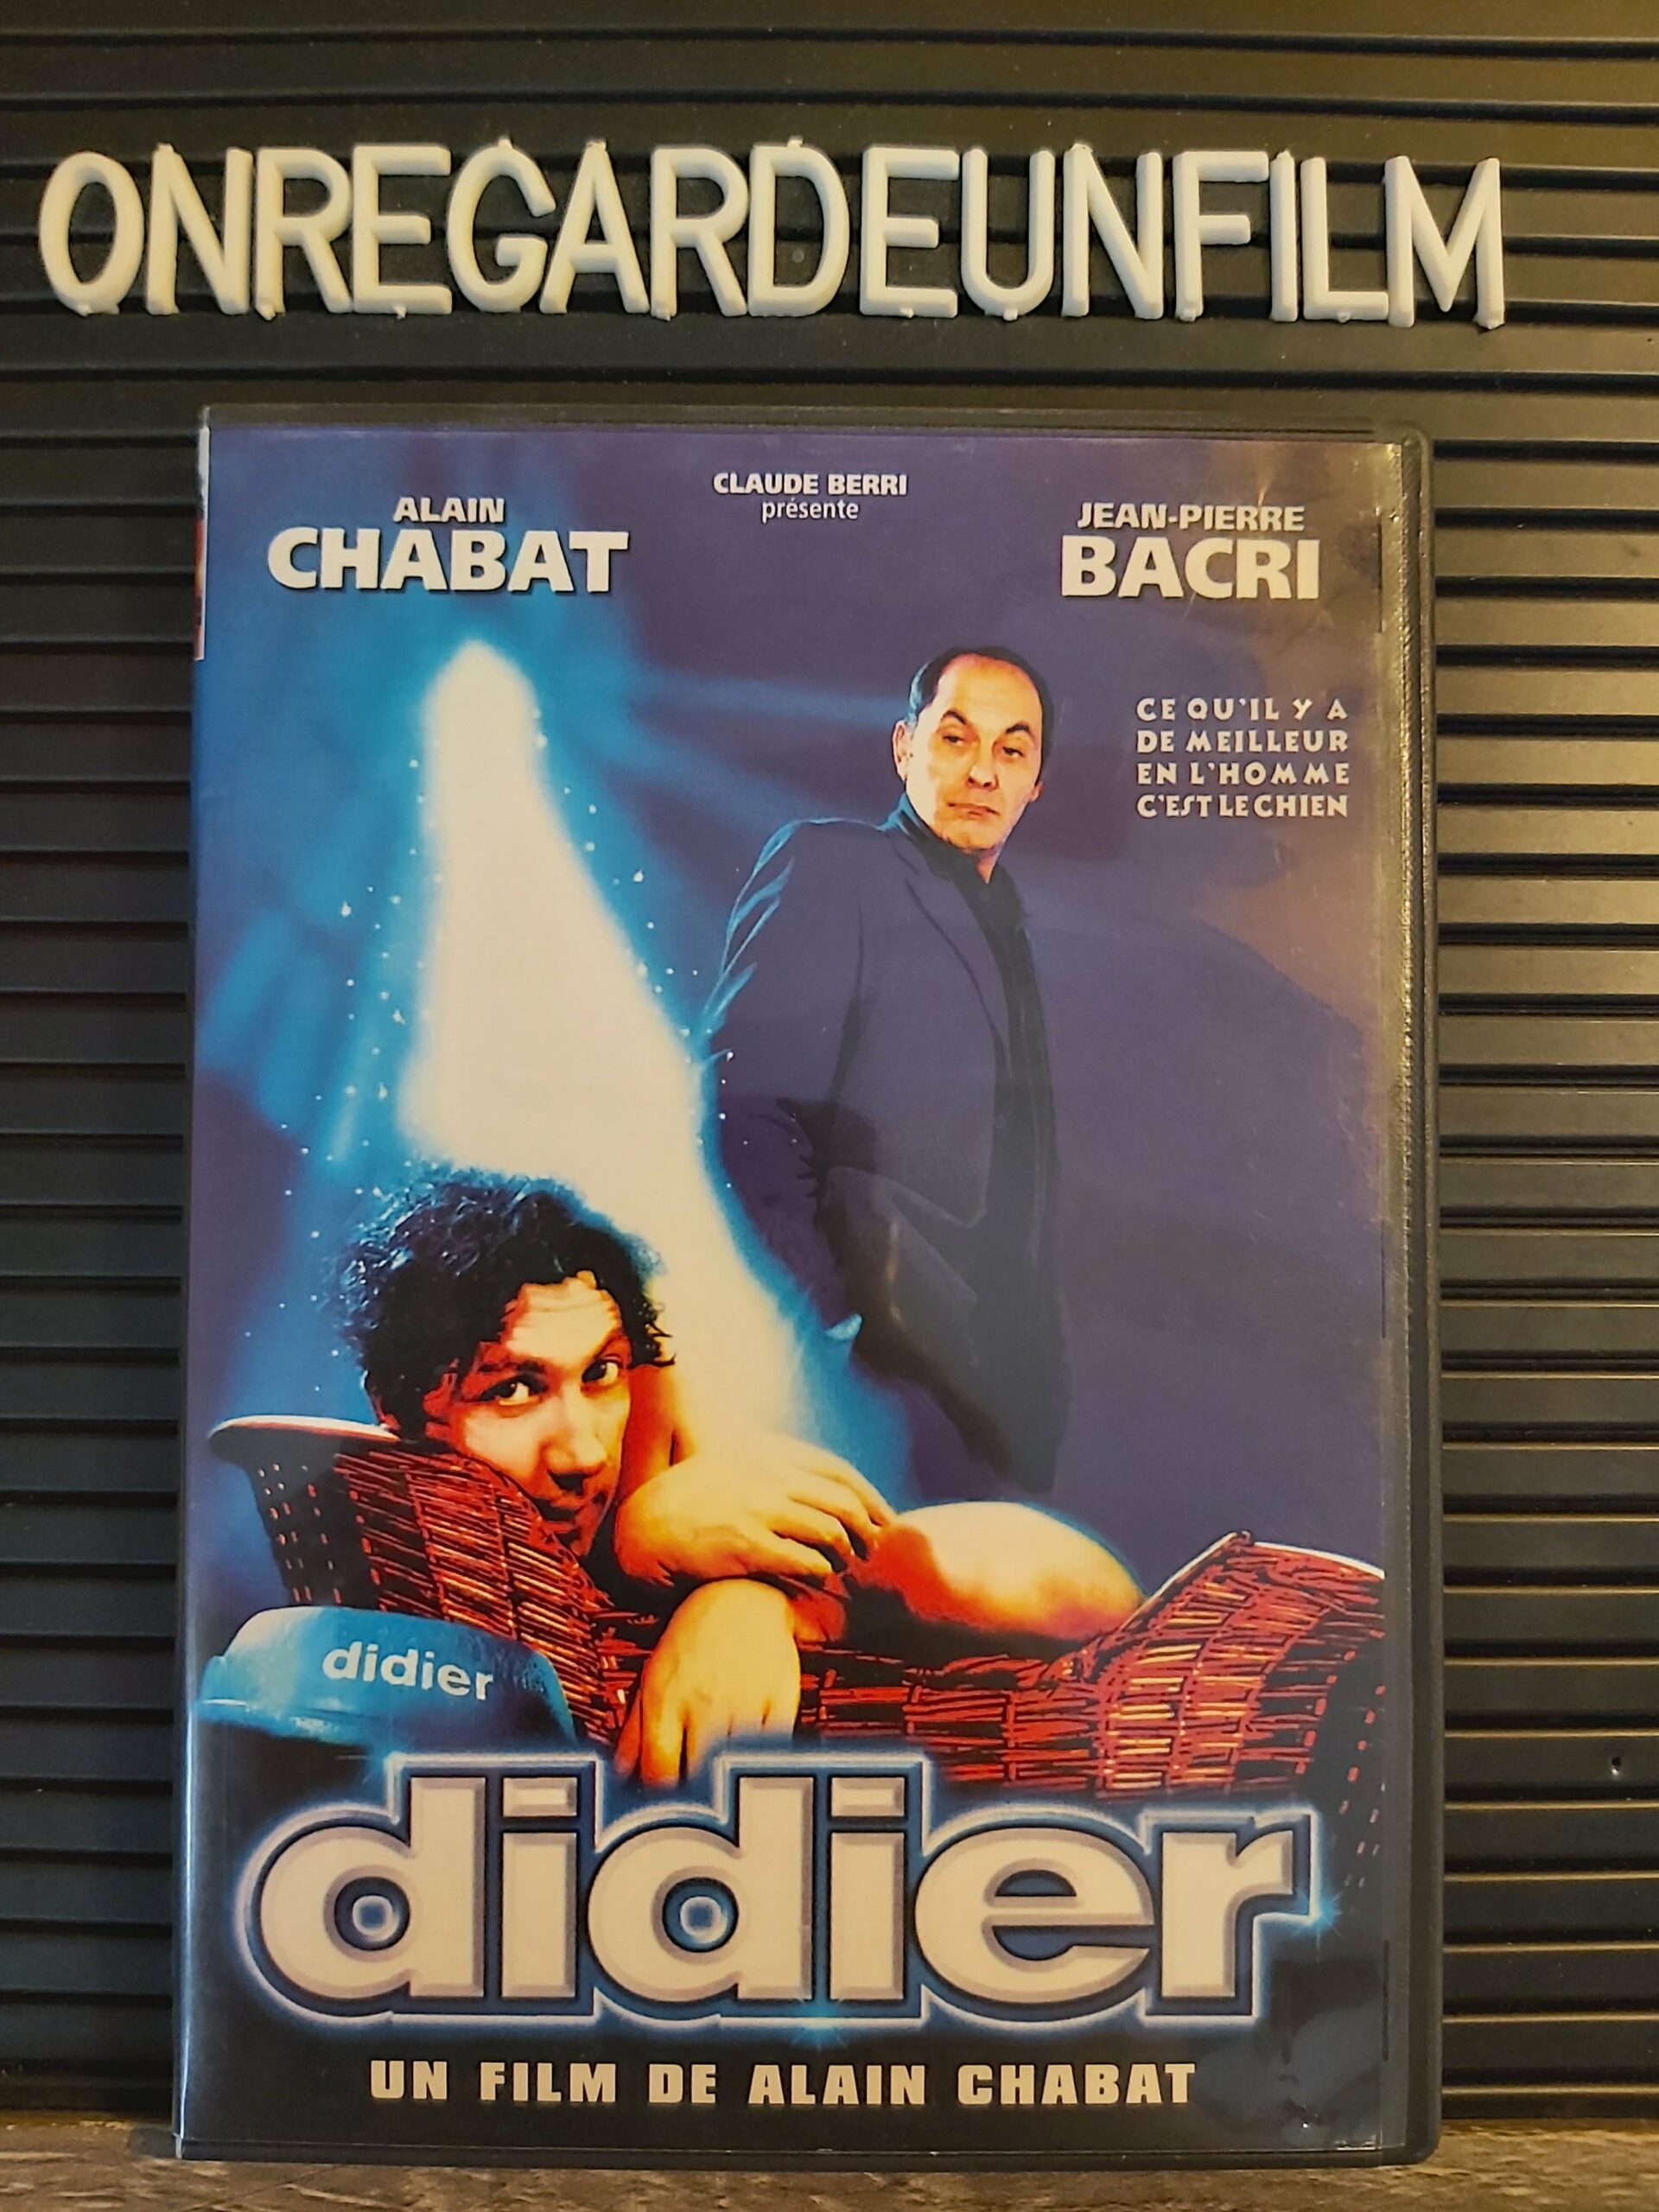 ONREGARDEUNFILM
CLAUDE BERRI
présente
ALAIN
CHABAT
JEAN-PIERRE
BACRI
CE QU'IL Y A
DE MEILLEUR
EN L'HOMME
C'EST LE CHIEN
didier
didier
UN FILM DE ALAIN CHABAT